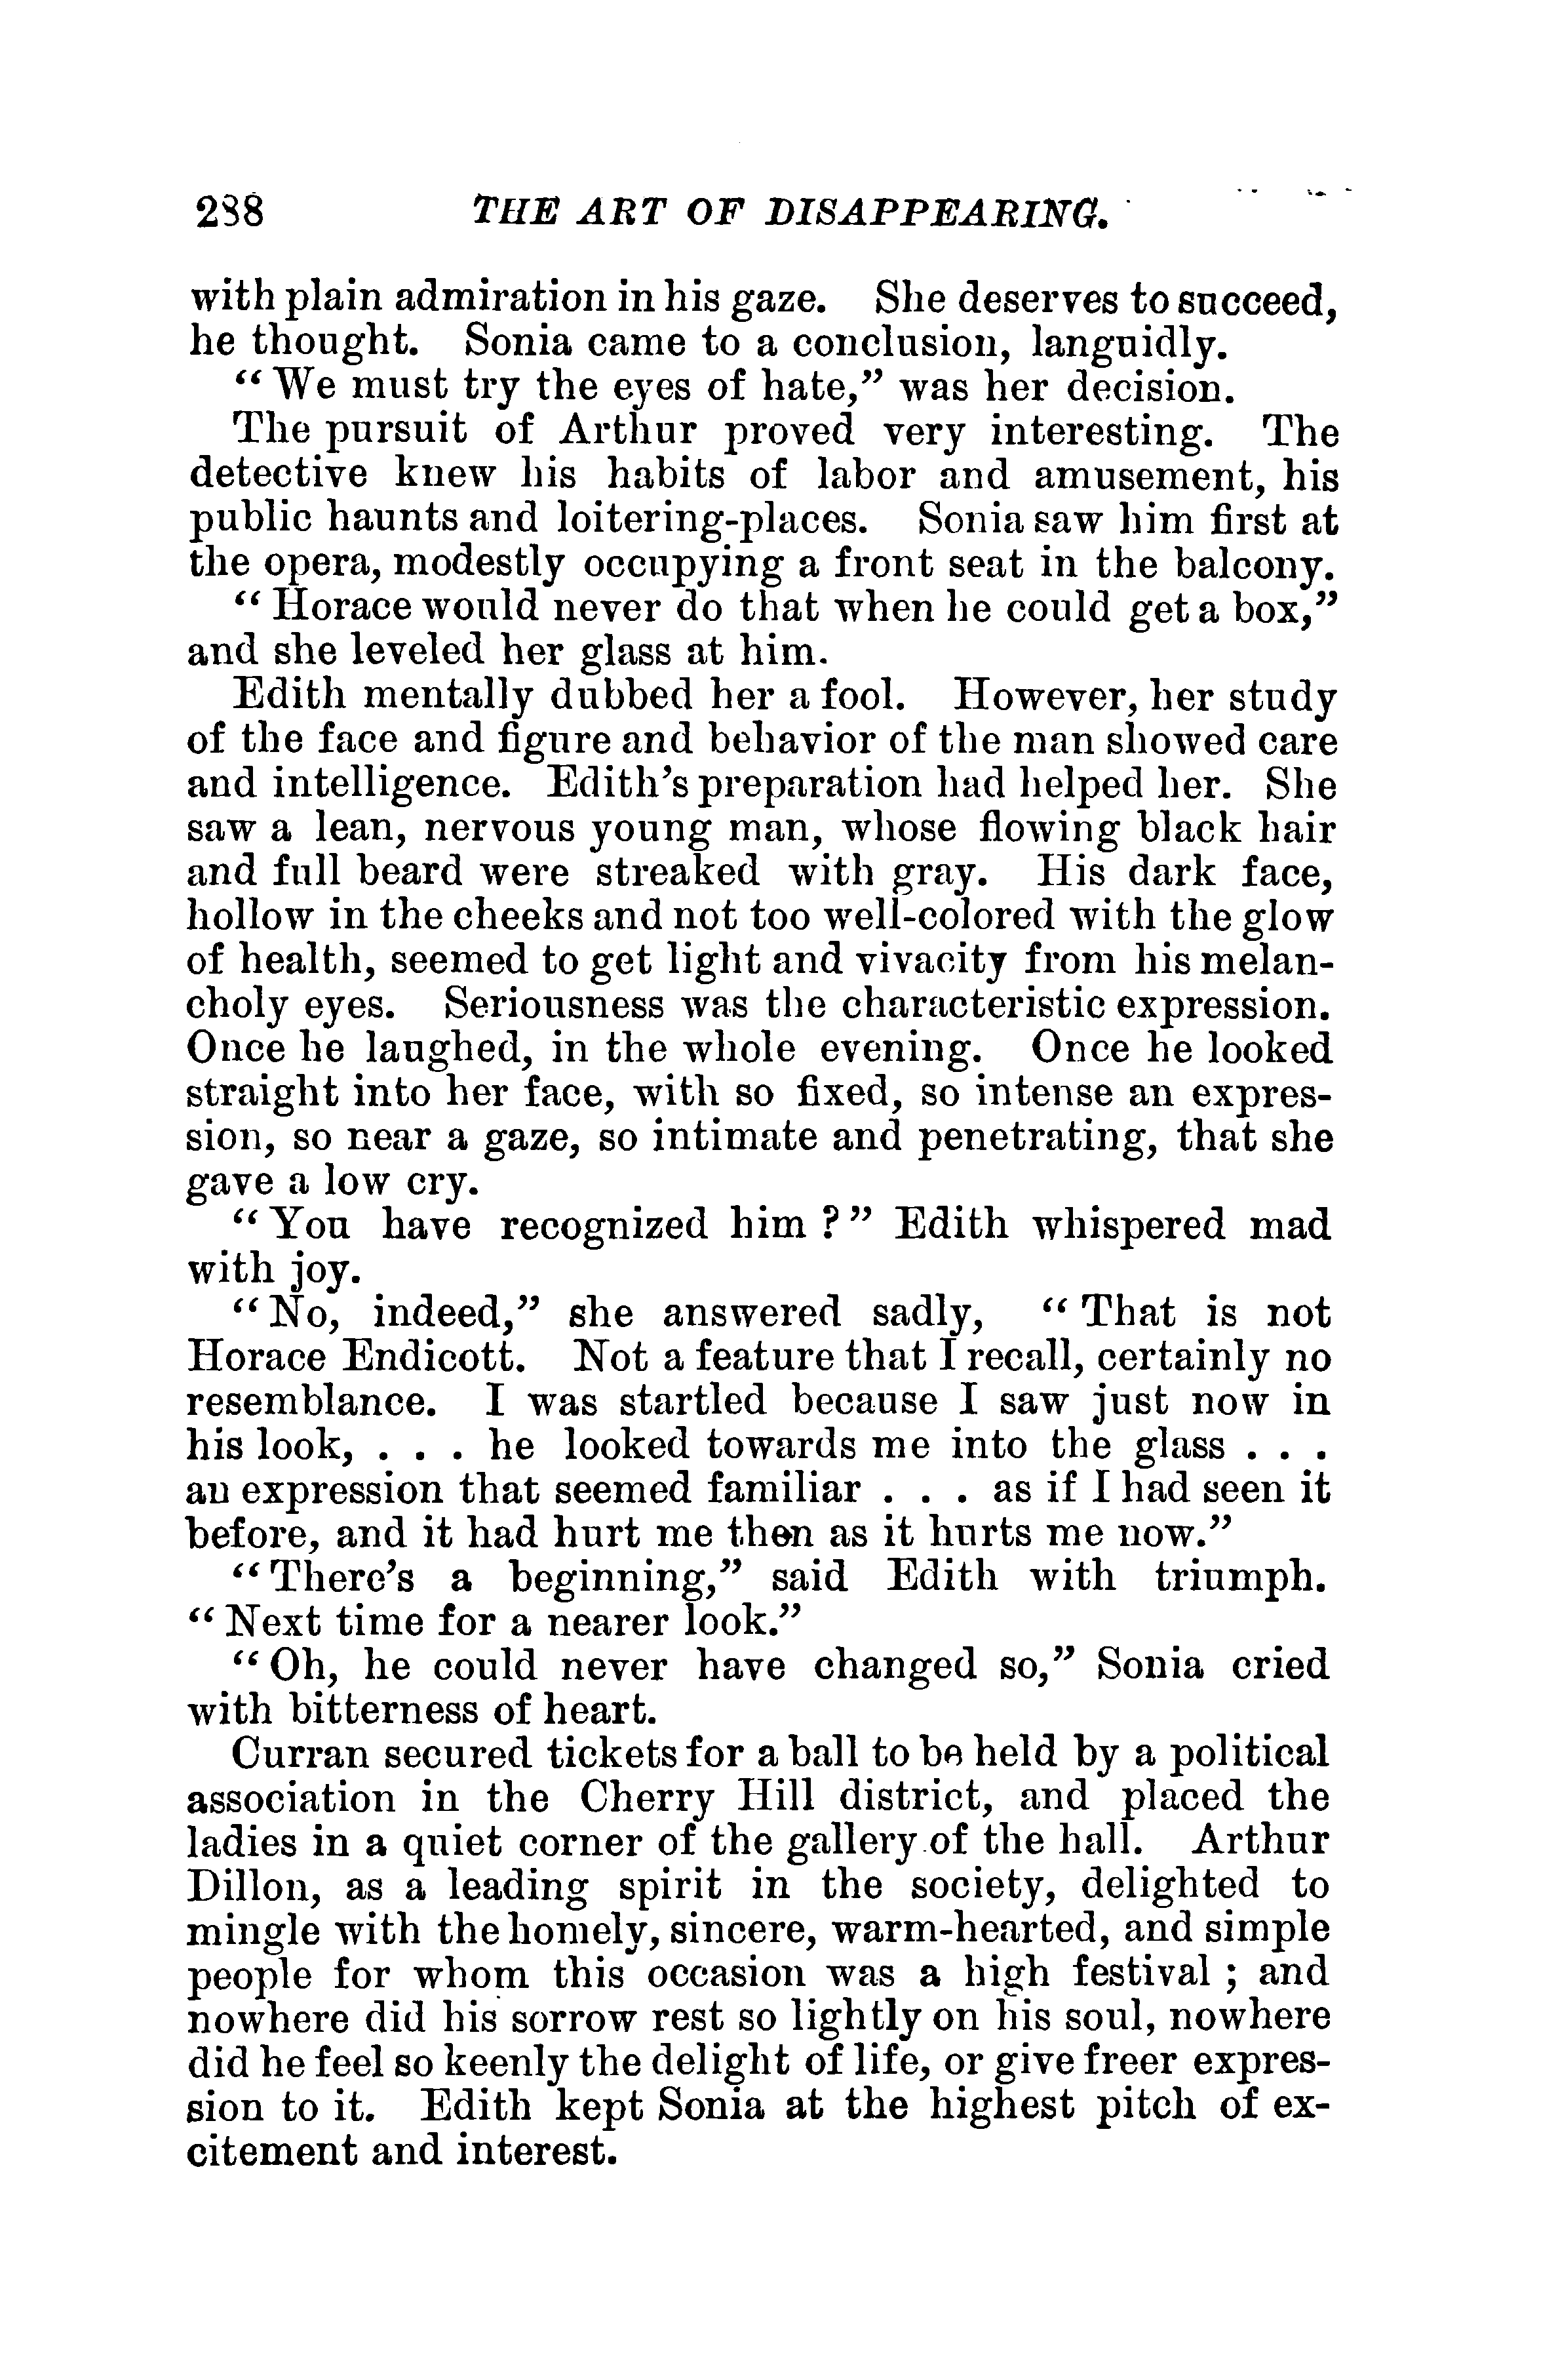 288 THE ART OF DISAPPEARING.
with plain admiration in his gaze. She deserves to succeed,
he thought. Sonia came to a conclusion, languidly.
“We must try the eyes of hate,” was her decision.
The pursuit of Arthur proved very interesting. The
detective knew his habits of labor and amusement, his
public haunts and loitering-places. Sonia saw him first at
the opera, modestly occupying a front seat in the balcony.
“Horace would never do that when he could get a box,”
and she leveled her glass at him.
Edith mentally dubbed her a fool. However, her study
of the face and figure and behavior of the man showed care
and intelligence. Edith’s preparation had helped her. She
saw a lean, nervous young man, whose flowing black hair
and full beard were streaked with gray. His dark face,
hollow in the cheeks and not too well-colored with the glow
of health, seemed to get light and vivacity from his melan-
choly eyes. Seriousness was the characteristic expression.
Once he laughed, in the whole evening. Once he looked
straight into her face, with so fixed, so intense an expres-
sion, so near a gaze, so intimate and penetrating, that she
gave a low cry.
“You have recognized him ?” Edith whispered mad
with joy.
“No, indeed,” she answered sadly, “That is not
Horace Endicott. Not a feature that I recall, certainly no
resemblance. I was startled because I saw just now in
his look, . . . he looked towards me into the glass . . .
an expression that seemed familiar . . . as if I had seen it
before, and it had hurt me then as it hurts me now.”
“There’s a beginning,” said Edith with triumph.
“Next time for a nearer look.”
“Oh, he could never have changed so,” Sonia cried
with bitterness of heart.
Curran secured tickets for a ball to be held by a political
association in the Cherry Hill district, and placed the
ladies in a quiet corner of the gallery of the hall. Arthur
Dillon, as a leading spirit in the society, delighted to
mingle with the homely, sincere, warm-hearted, and simple
people for whom this occasion was a high festival ; and
nowhere did his sorrow rest so lightly on his soul, nowhere
did he feel so keenly the delight of life, or give freer expres-
sion to it. Edith kept Sonia at the highest pitch of ex-
citement and interest.